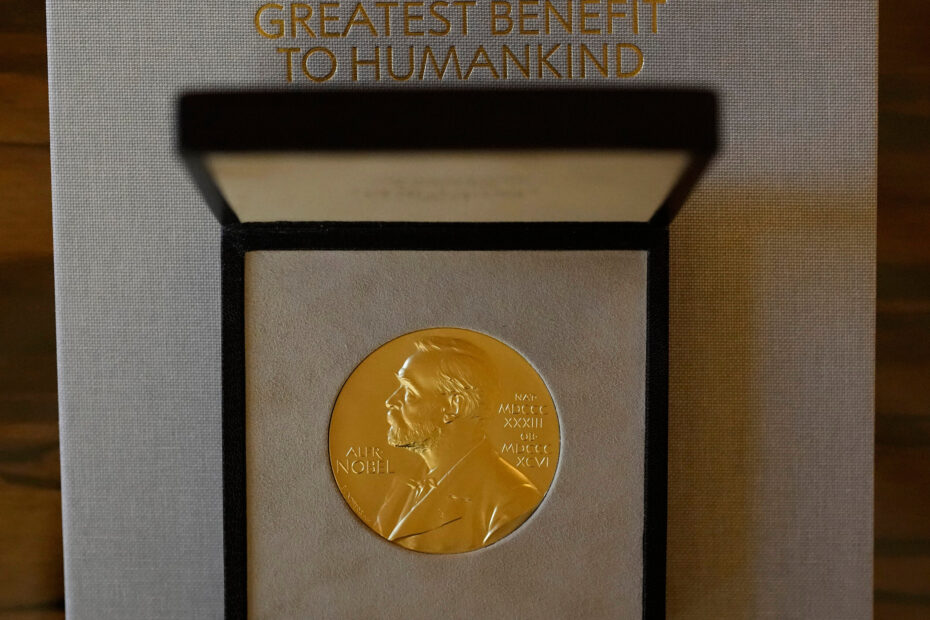 GREATEST BENEFIT
TO HUMANKIND
ALFR.
NOBEL
NAT.
MDCCC
XXXIII
OB.
MDCCC
XCVI